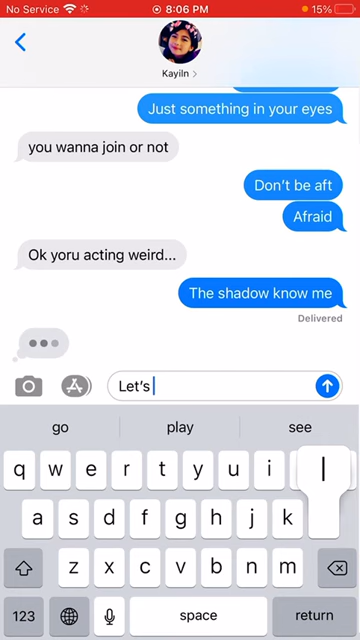 No Service 8:06 PM 15%
Kayiln >
Just something in your eyes
you wanna join or not
Don't be aft
Afraid
Ok yoru acting weird...
The shadow know me
Delivered
Let's
go play see
q w e r t y u i l
a s d f g h j k
z x c v b n m
123 space return